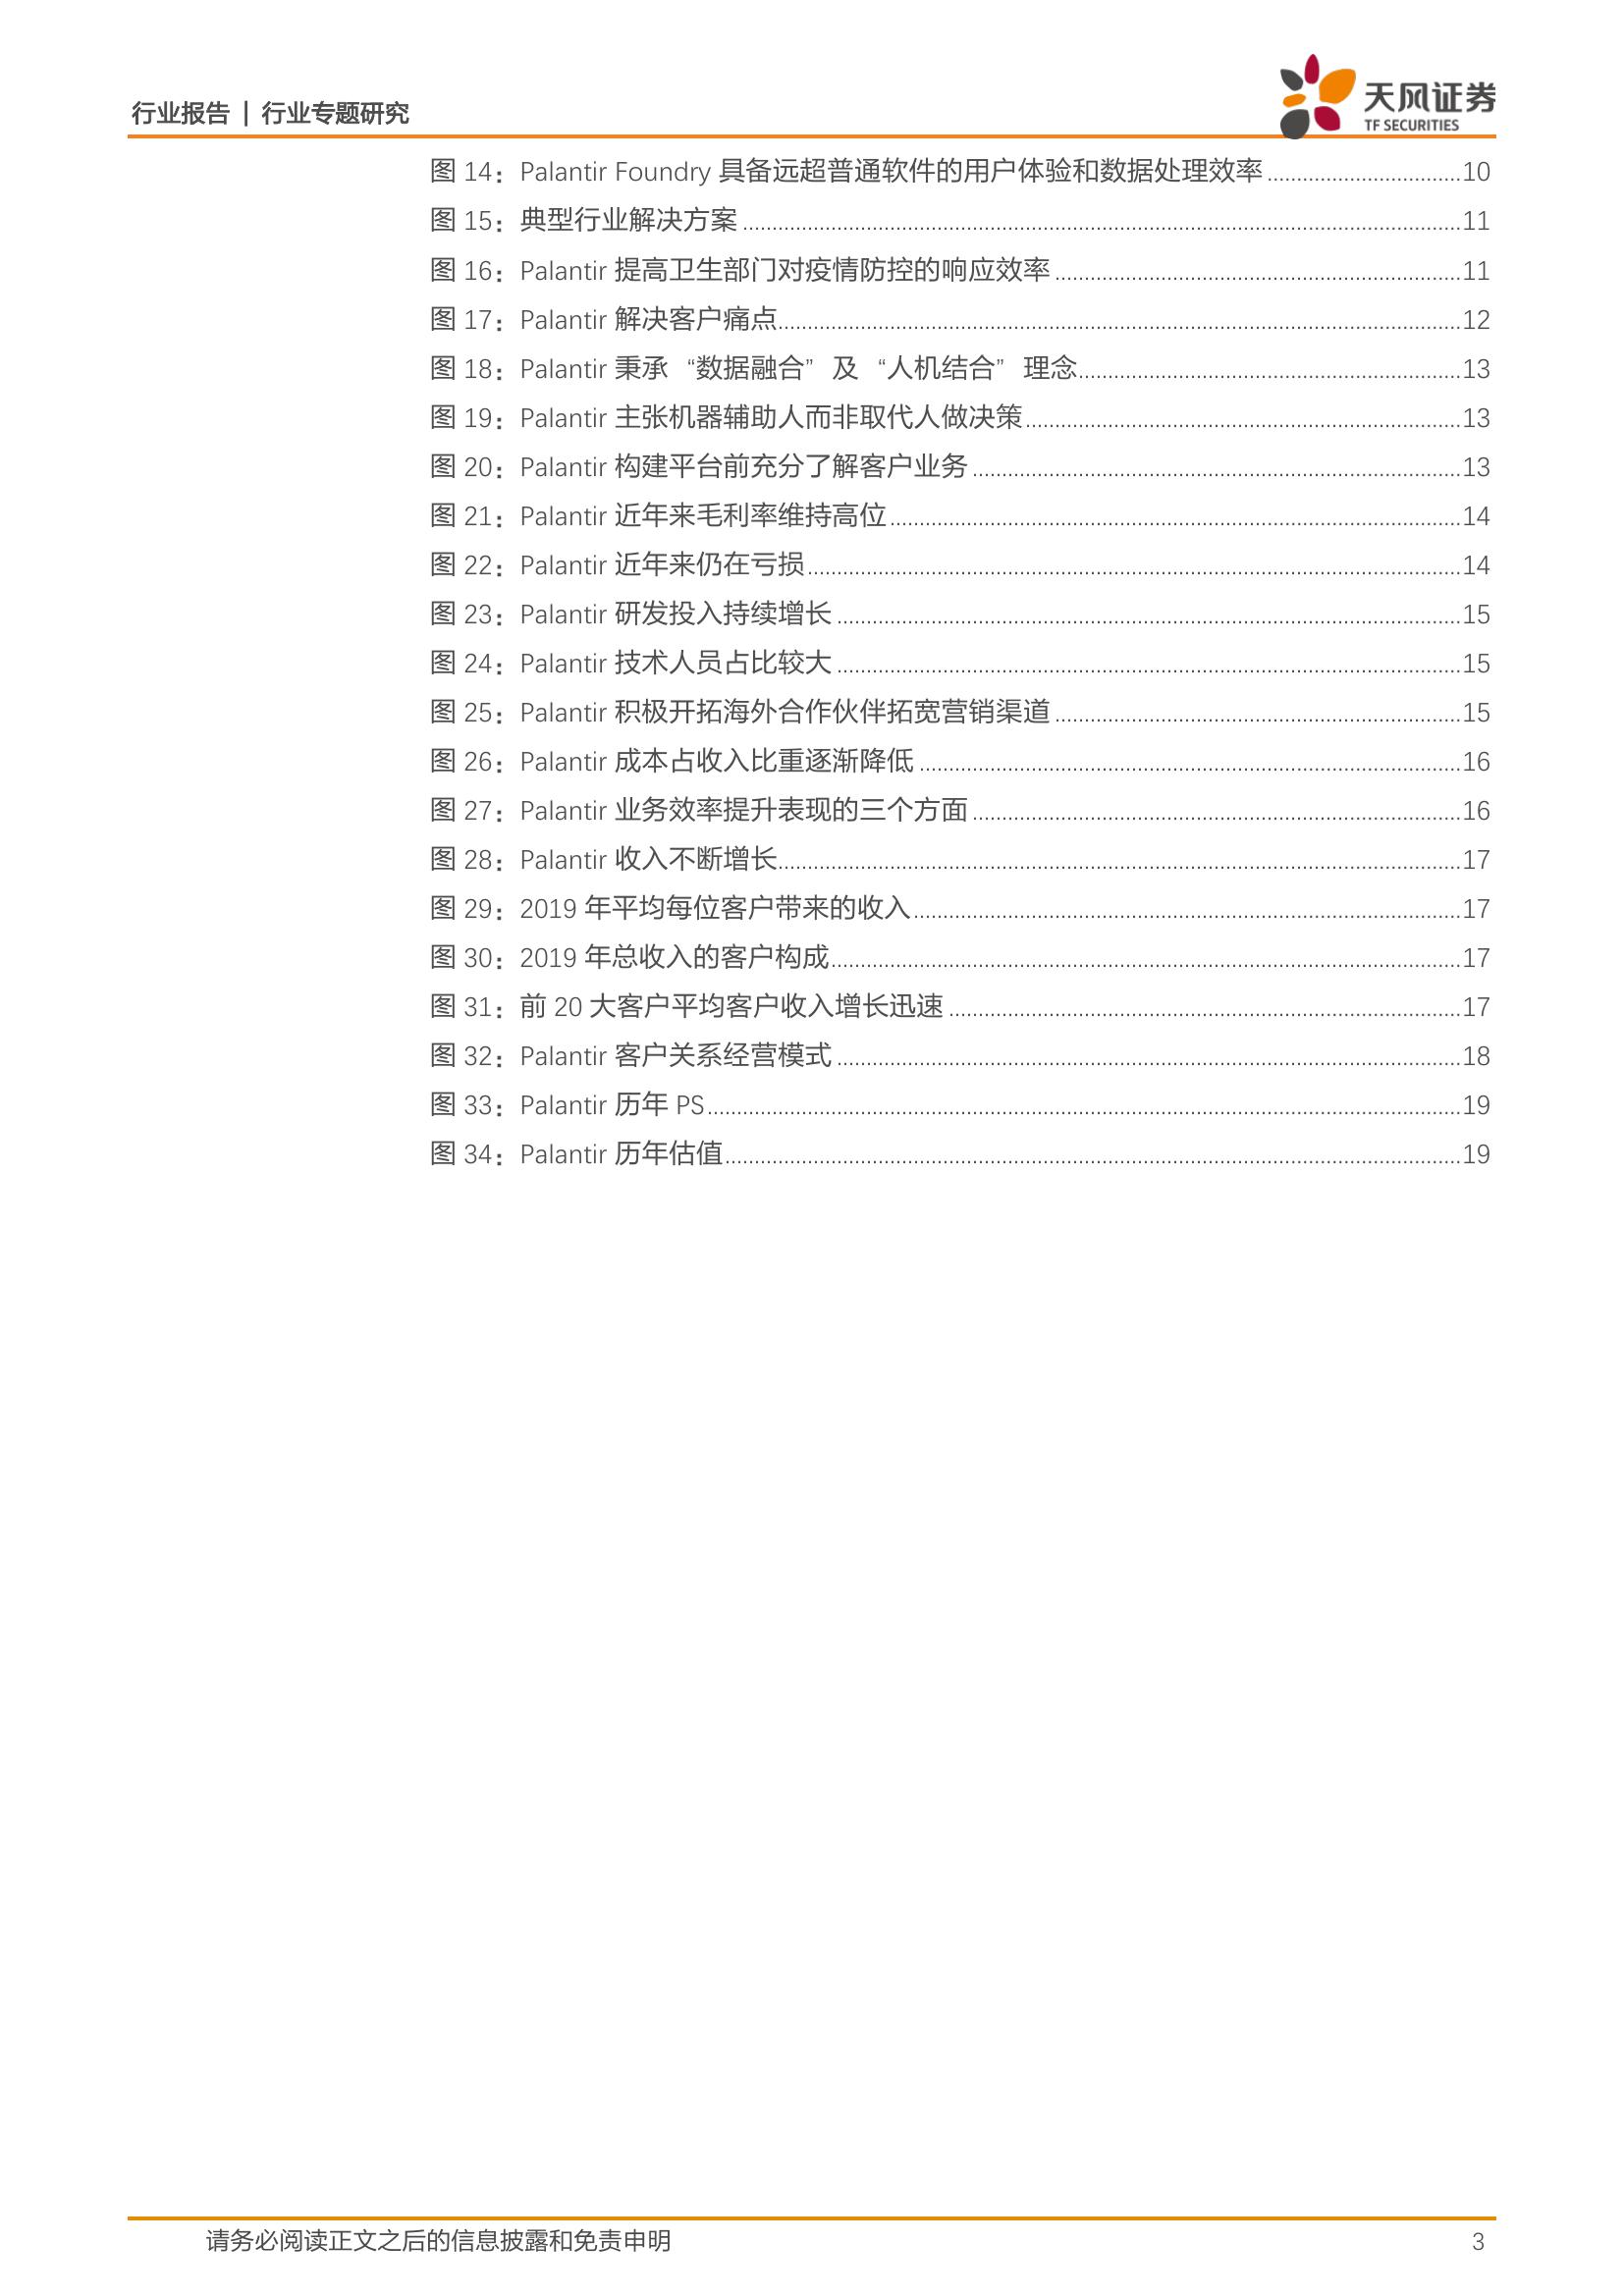 行业报告 | 行业专题研究
天风证券
TF SECURITIES
图 14：Palantir Foundry 具备远超普通软件的用户体验和数据处理效率 ..... 10
图 15：典型行业解决方案 ..... 11
图 16：Palantir 提高卫生部门对疫情防控的响应效率 ..... 11
图 17：Palantir 解决客户痛点 ..... 12
图 18：Palantir 秉承 “数据融合” 及 “人机结合” 理念 ..... 13
图 19：Palantir 主张机器辅助人而非取代人做决策 ..... 13
图 20：Palantir 构建平台前充分了解客户业务 ..... 13
图 21：Palantir 近年来毛利率维持高位 ..... 14
图 22：Palantir 近年来仍在亏损 ..... 14
图 23：Palantir 研发投入持续增长 ..... 15
图 24：Palantir 技术人员占比较大 ..... 15
图 25：Palantir 积极开拓海外合作伙伴拓宽营销渠道 ..... 15
图 26：Palantir 成本占收入比重逐渐降低 ..... 16
图 27：Palantir 业务效率提升表现的三个方面 ..... 16
图 28：Palantir 收入不断增长 ..... 17
图 29：2019 年平均每位客户带来的收入 ..... 17
图 30：2019 年总收入的客户构成 ..... 17
图 31：前 20 大客户平均客户收入增长迅速 ..... 17
图 32：Palantir 客户关系经营模式 ..... 18
图 33：Palantir 历年 PS ..... 19
图 34：Palantir 历年估值 ..... 19
请务必阅读正文之后的信息披露和免责申明 3